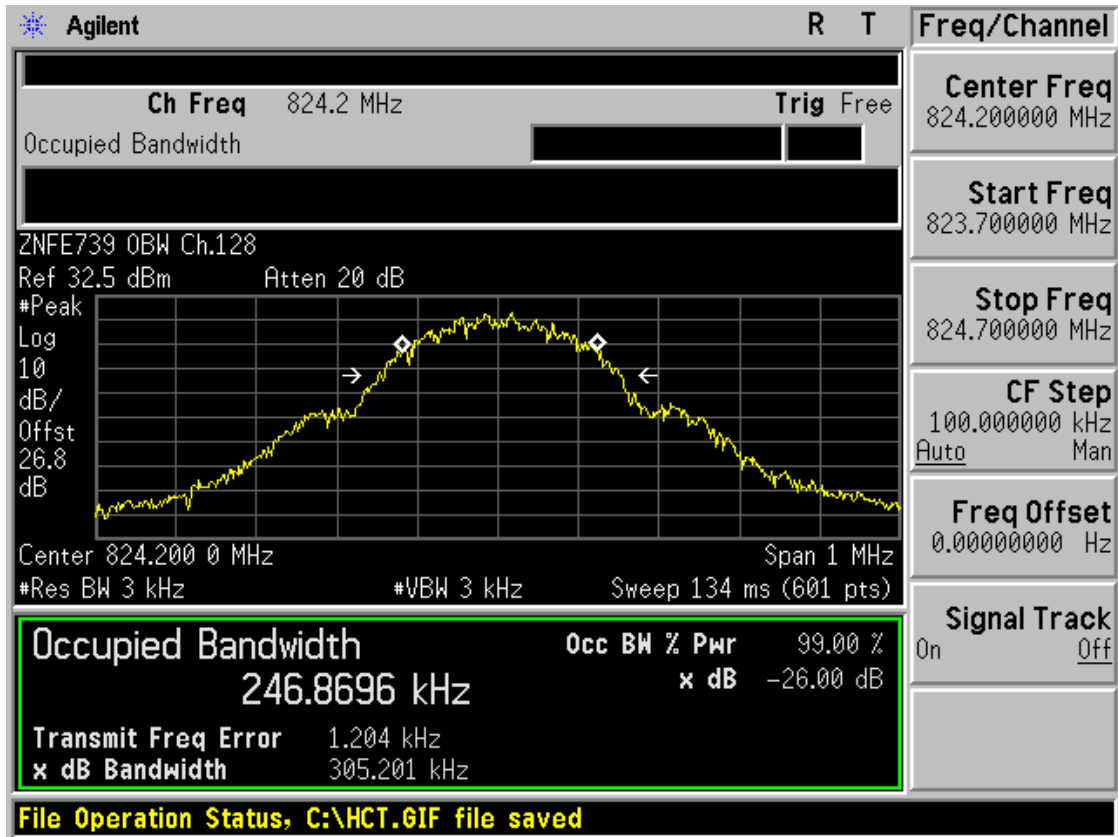 Agilent R T
Ch Freq 824.2 MHz Trig Free
Occupied Bandwidth
ZNFE739 OBW Ch.128
Ref 32.5 dBm Atten 20 dB
#Peak
Log
10
dB/
Offst
26.8
dB
Center 824.200 0 MHz Span 1 MHz
#Res BW 3 kHz #VBW 3 kHz Sweep 134 ms (601 pts)
Occupied Bandwidth
246.8696 kHz
Occ BW % Pwr 99.00 %
x dB -26.00 dB
Transmit Freq Error 1.204 kHz
x dB Bandwidth 305.201 kHz
File Operation Status, C:\HCT.GIF file saved
Freq/Channel
Center Freq
824.200000 MHz
Start Freq
823.700000 MHz
Stop Freq
824.700000 MHz
CF Step
100.000000 kHz
Auto Man
Freq Offset
0.00000000 Hz
Signal Track
On Off